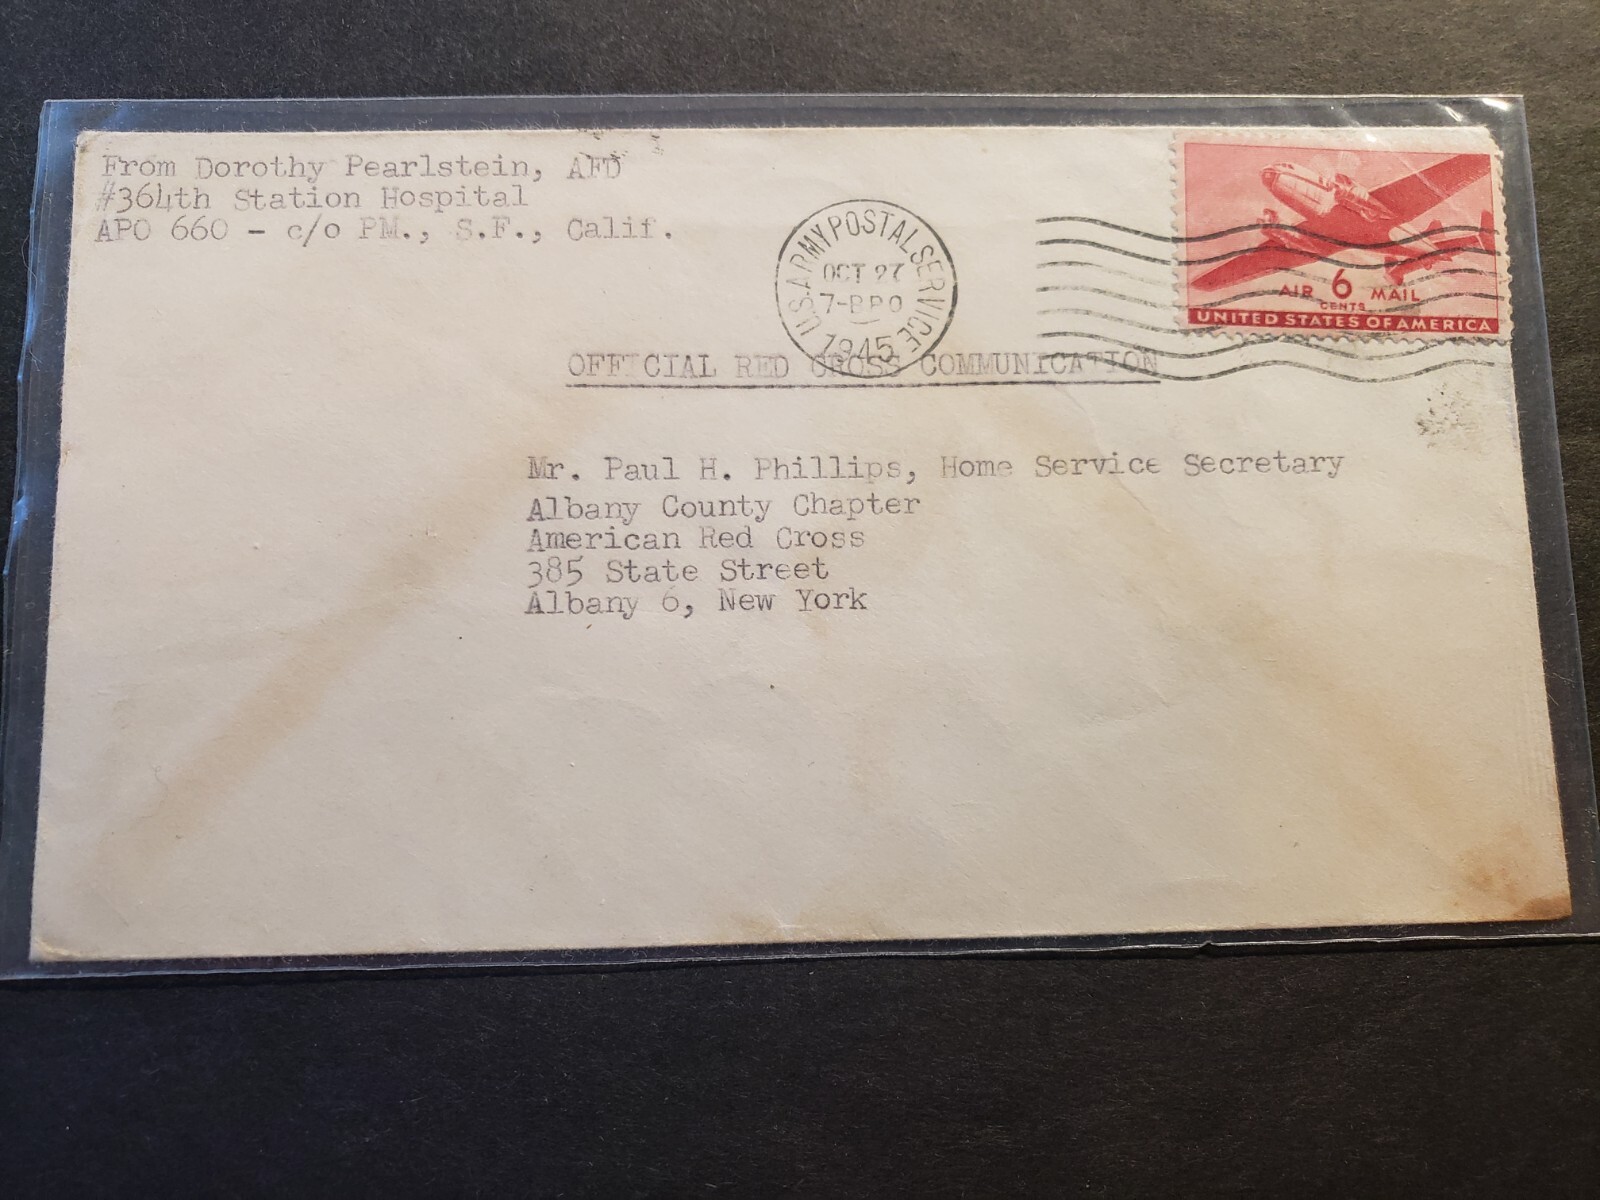 From Dorothy Pearlstein, AFD
#364th Station Hospital
APO 660 - c/o PM., S.F., Calif.
U.S. ARMY POSTAL SERVICE
OCT 27
7-BPO
1945
AIR 6 MAIL
CENTS
UNITED STATES OF AMERICA
OFFICIAL RED CROSS COMMUNICATION
Mr. Paul H. Phillips, Home Service Secretary
Albany County Chapter
American Red Cross
385 State Street
Albany 6, New York